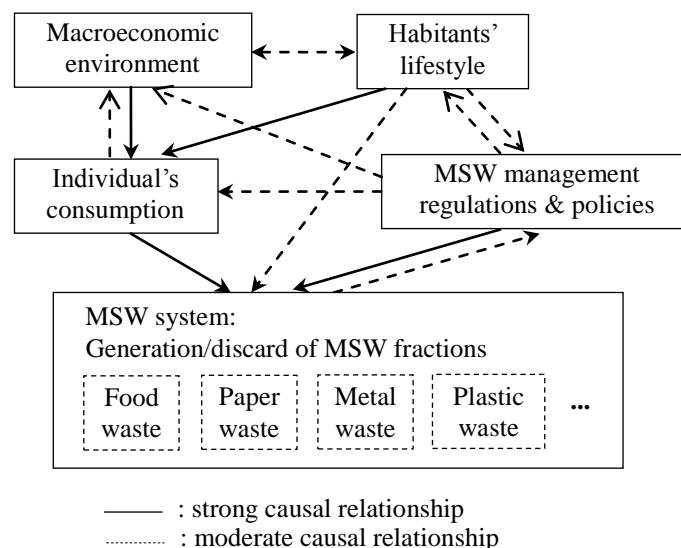 Macroeconomic
environment
Habitants’
lifestyle
Individual’s
consumption
MSW management
regulations & policies
MSW system:
Generation/discard of MSW fractions
Food
waste
Paper
waste
Metal
waste
Plastic
waste
...
: strong causal relationship
: moderate causal relationship